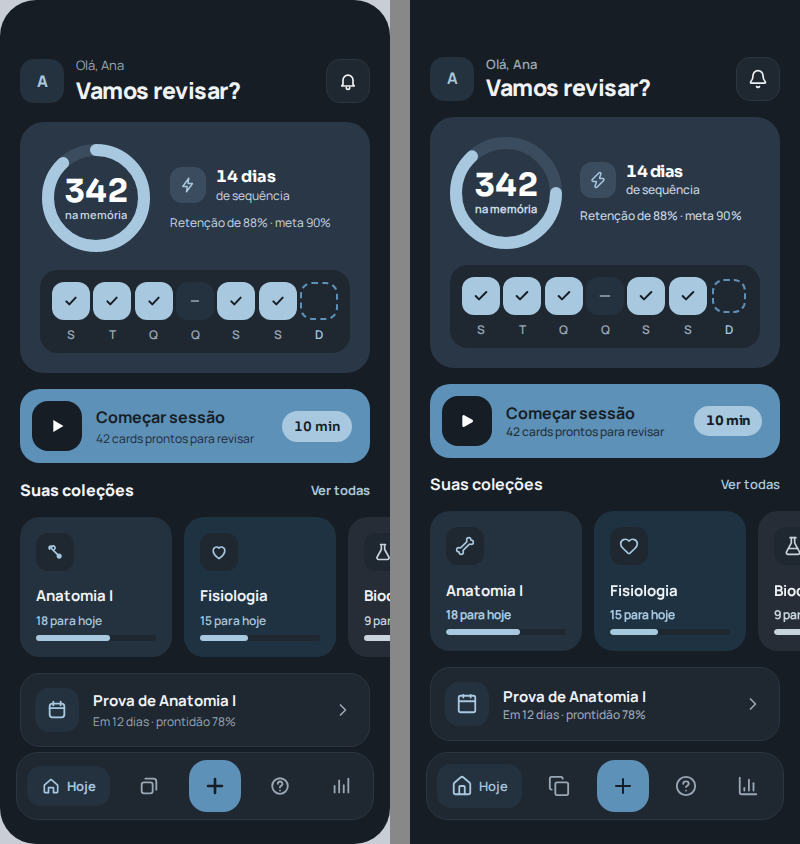 Olá, Ana
A
Vamos revisar?
342
na memória
14 dias
de sequência
Retenção de 88% · meta 90%
S T Q Q S S D
Começar sessão
42 cards prontos para revisar
10 min
Suas coleções
Ver todas
Anatomia I
18 para hoje
Fisiologia
15 para hoje
Bioc
9 par
Prova de Anatomia I
Em 12 dias · prontidão 78%
Hoje
Olá, Ana
A
Vamos revisar?
342
na memória
14 dias
de sequência
Retenção de 88% · meta 90%
S T Q Q S S D
Começar sessão
42 cards prontos para revisar
10 min
Suas coleções
Ver todas
Anatomia I
18 para hoje
Fisiologia
15 para hoje
Bioq
9 par
Prova de Anatomia I
Em 12 dias · prontidão 78%
Hoje